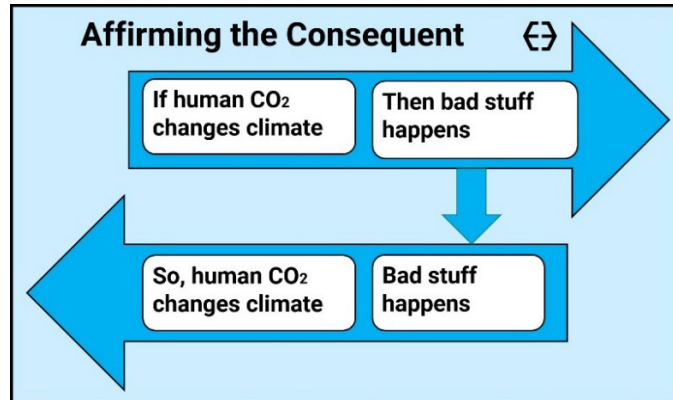 Affirming the Consequent
If human CO₂
changes climate
Then bad stuff
happens
So, human CO₂
changes climate
Bad stuff
happens